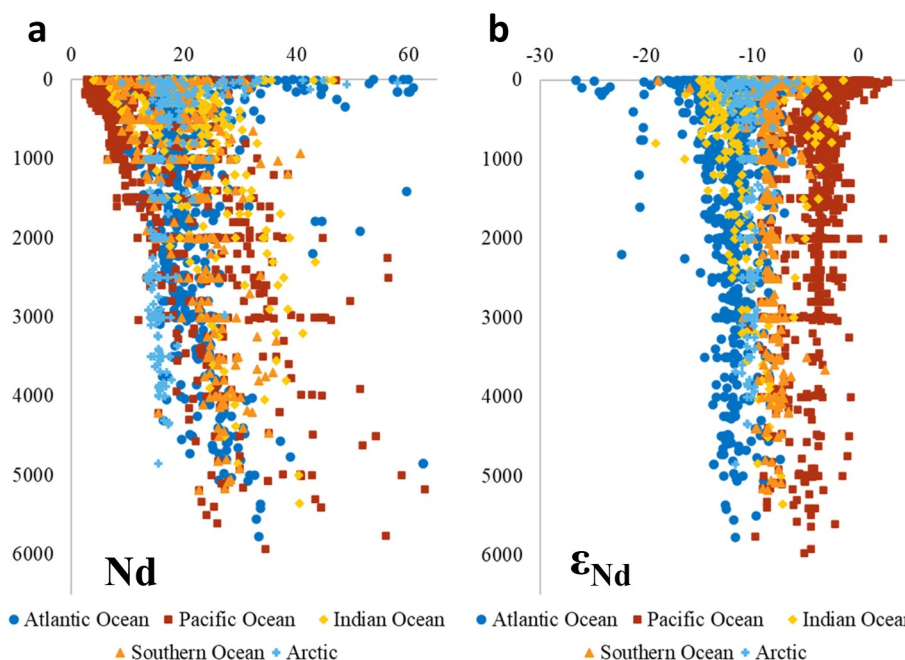 a
b
0 20 40 60
-30 -20 -10 0
0
1000
2000
3000
4000
5000
6000
0
1000
2000
3000
4000
5000
6000
Nd
εNd
Atlantic Ocean Pacific Ocean Indian Ocean
Southern Ocean Arctic
Atlantic Ocean Pacific Ocean Indian Ocean
Southern Ocean Arctic